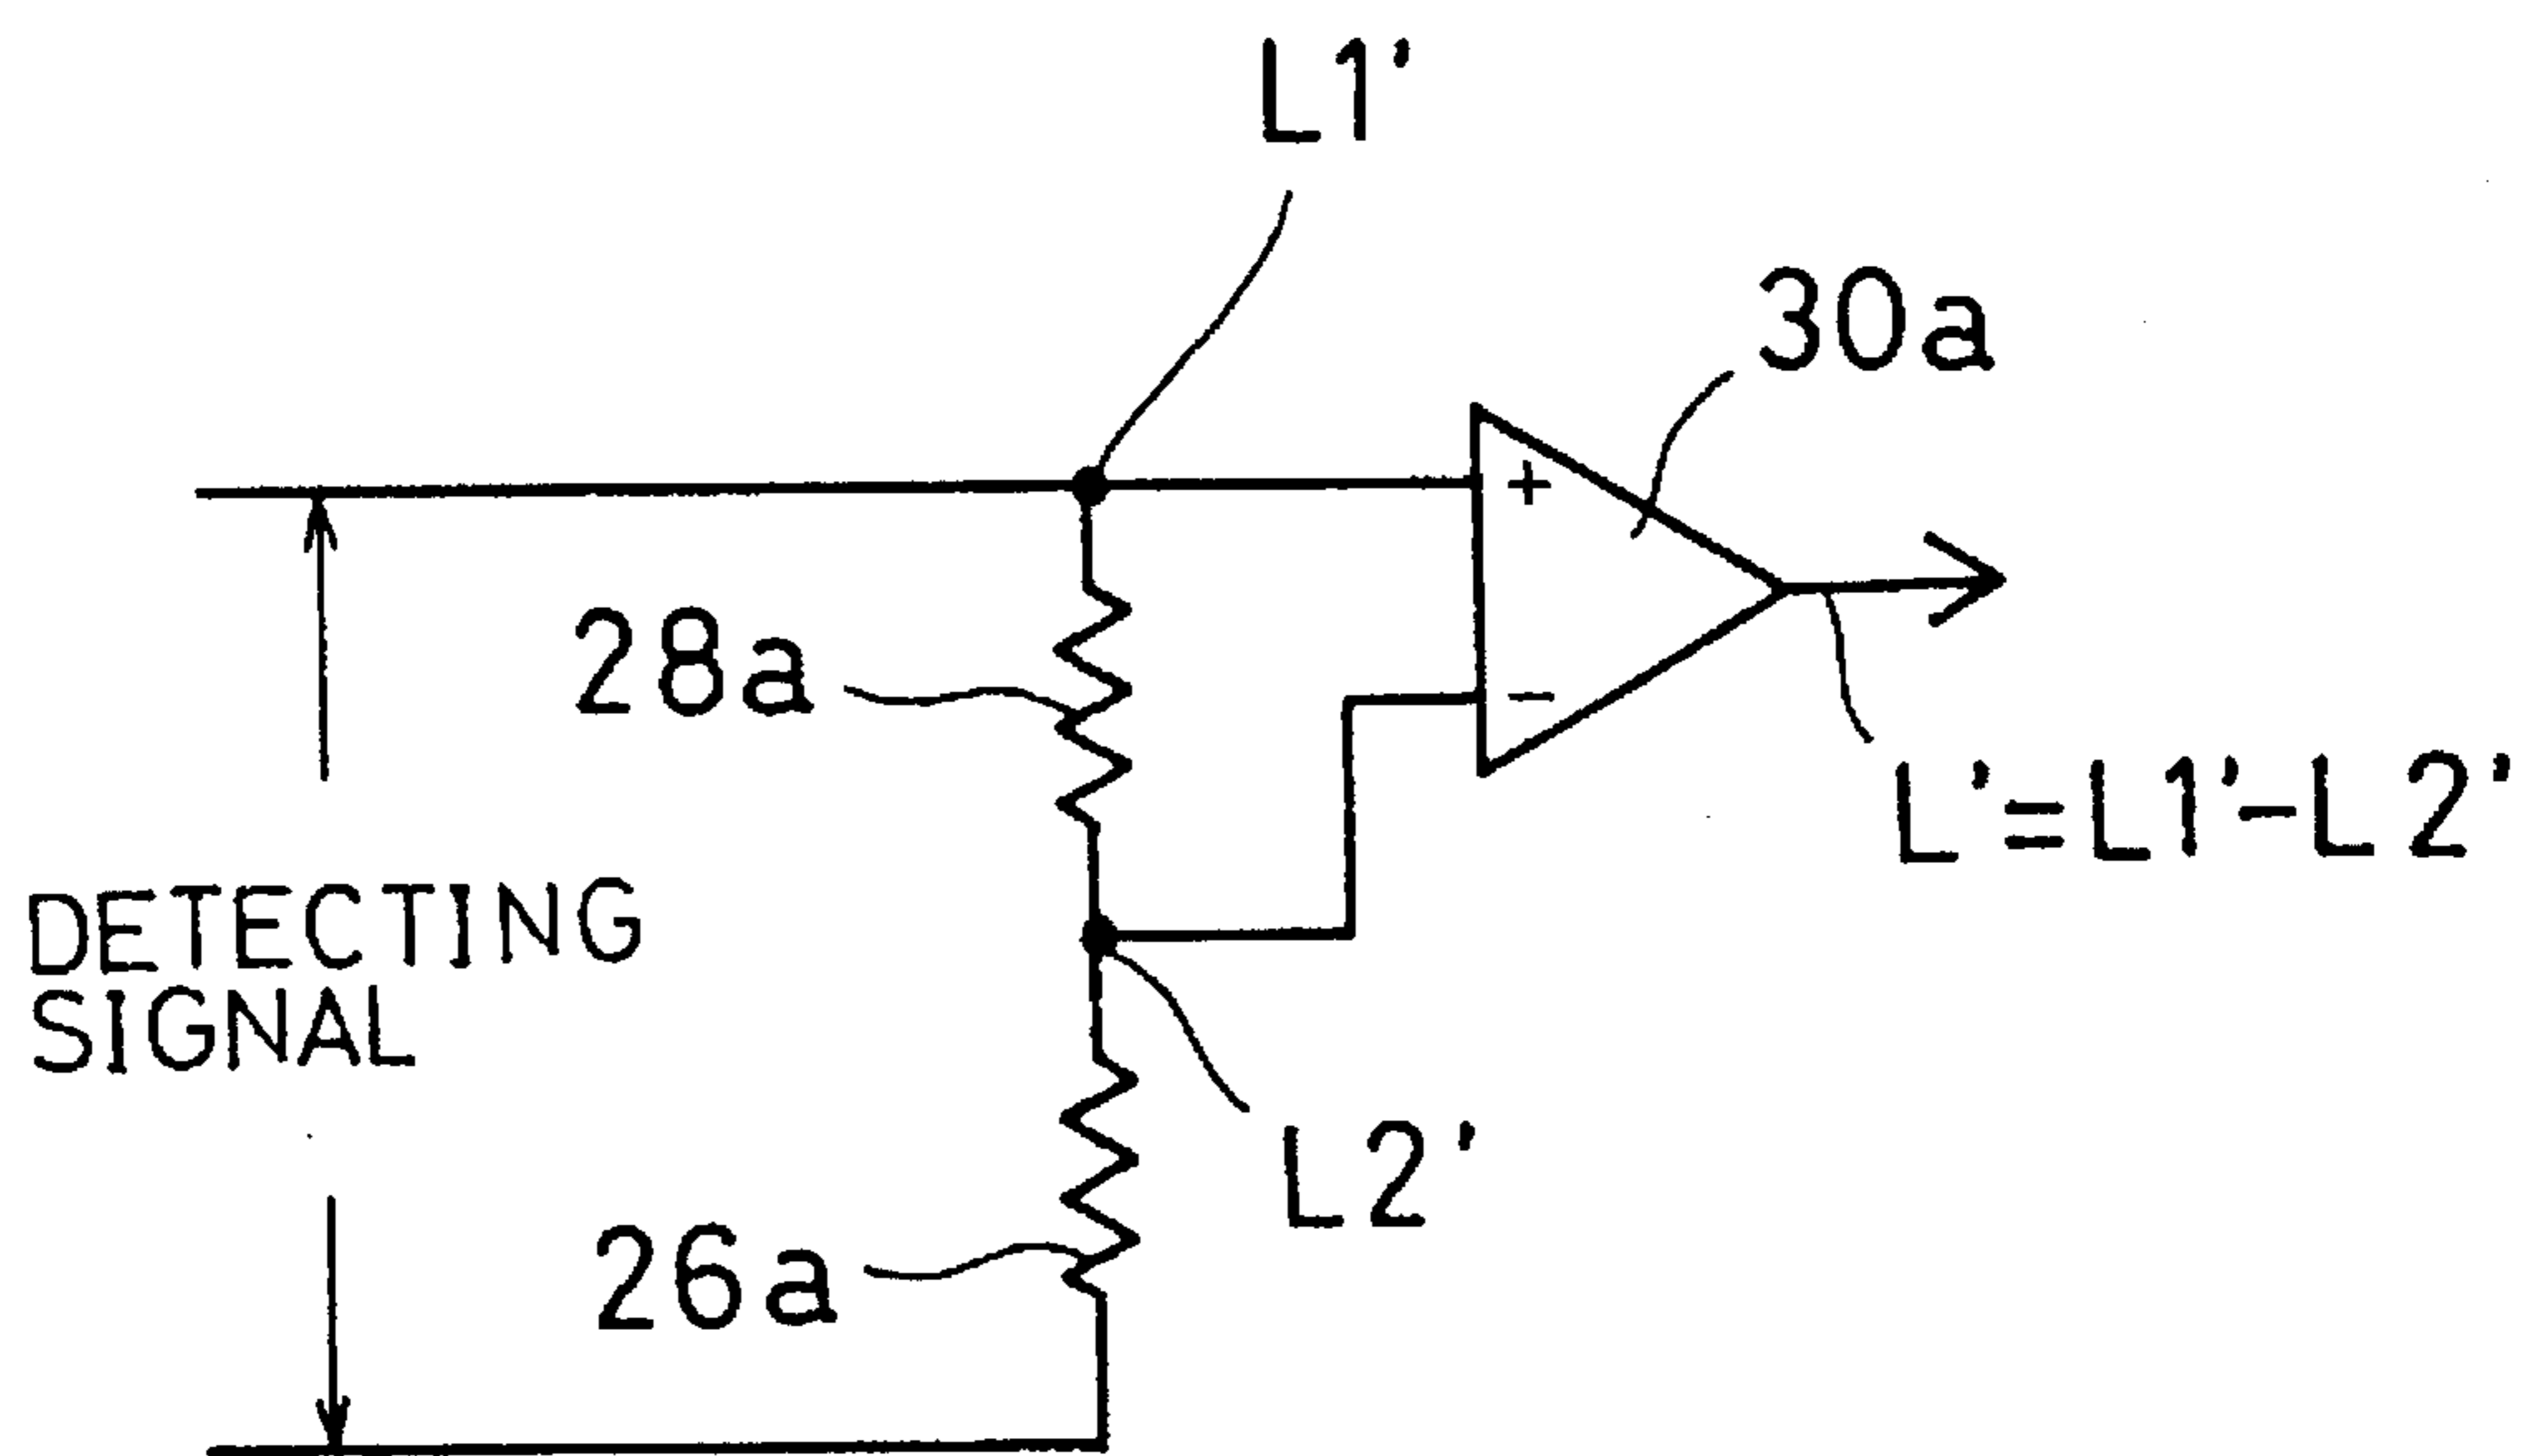 L1'
30a
+
28a
-
L'=L1'-L2'
DETECTING
SIGNAL
L2'
26a